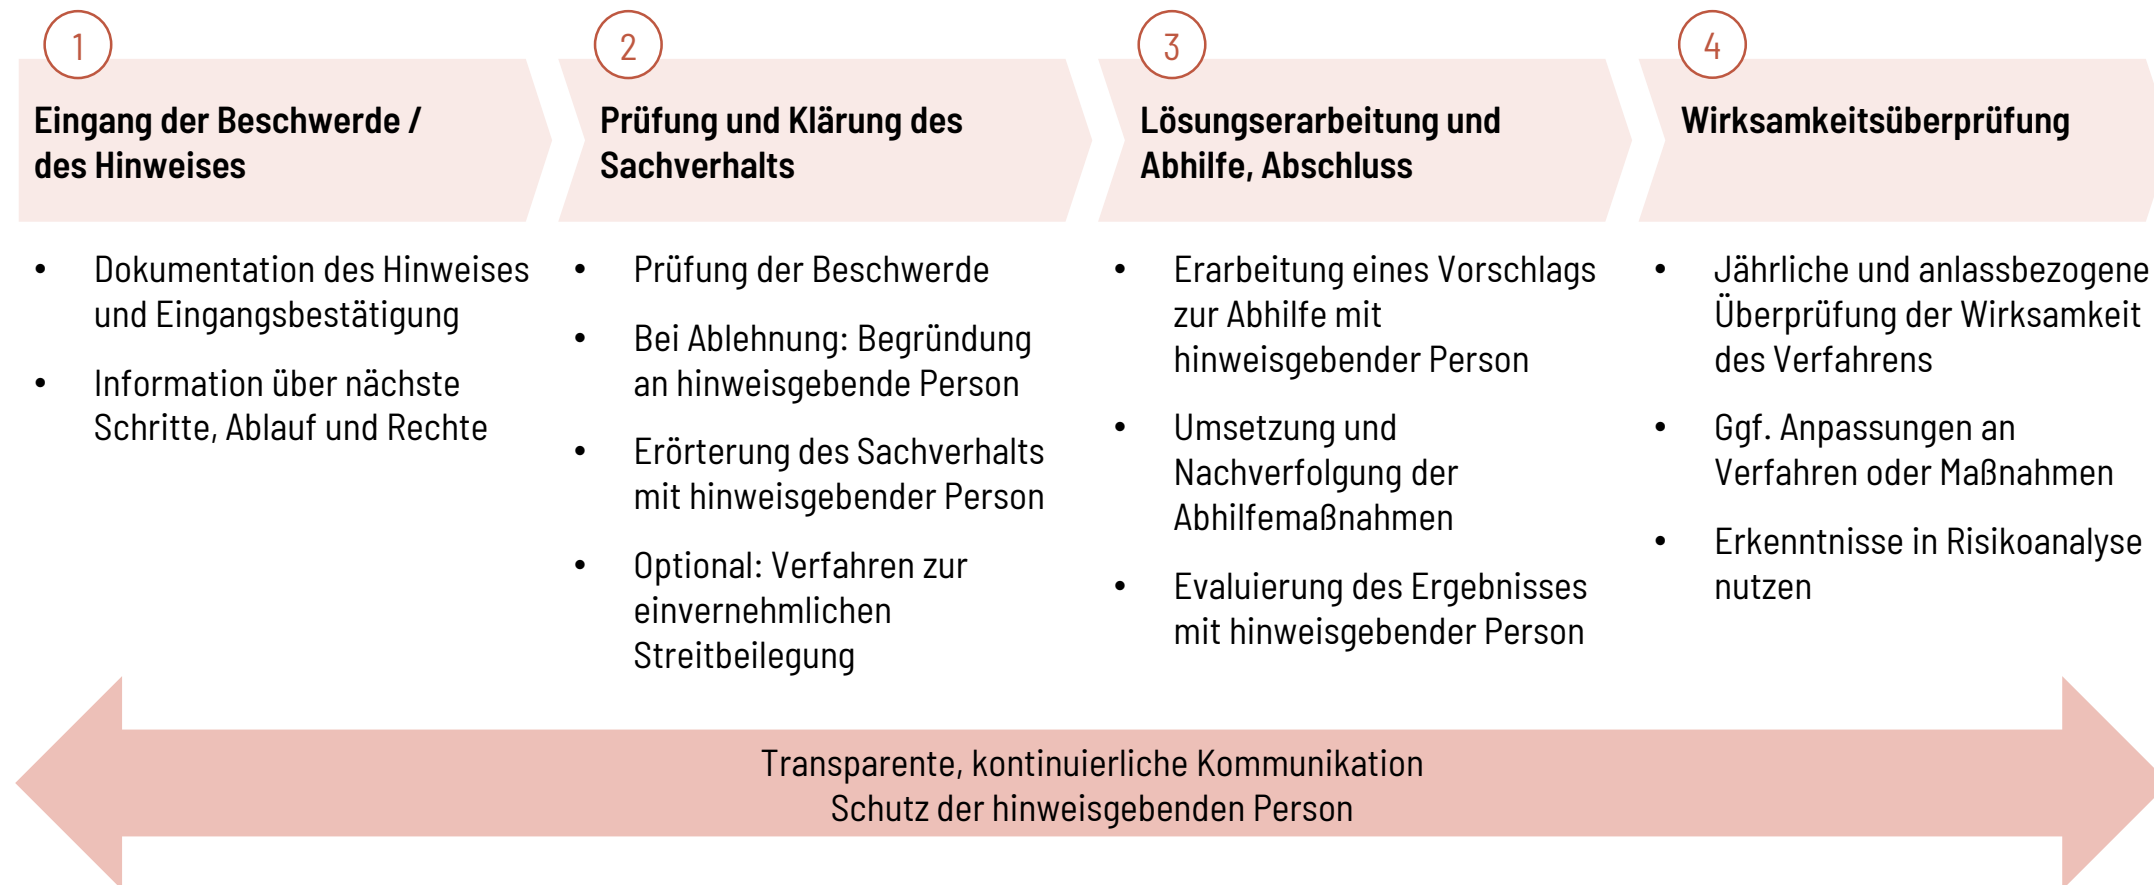 1
Eingang der Beschwerde /
des Hinweises
• Dokumentation des Hinweises
und Eingangsbestätigung
• Information über nächste
Schritte, Ablauf und Rechte
2
Prüfung und Klärung des
Sachverhalts
• Prüfung der Beschwerde
• Bei Ablehnung: Begründung
an hinweisgebende Person
• Erörterung des Sachverhalts
mit hinweisgebender Person
• Optional: Verfahren zur
einvernehmlichen
Streitbeilegung
3
Lösungserarbeitung und
Abhilfe, Abschluss
• Erarbeitung eines Vorschlags
zur Abhilfe mit
hinweisgebender Person
• Umsetzung und
Nachverfolgung der
Abhilfemaßnahmen
• Evaluierung des Ergebnisses
mit hinweisgebender Person
4
Wirksamkeitsüberprüfung
• Jährliche und anlassbezogene
Überprüfung der Wirksamkeit
des Verfahrens
• Ggf. Anpassungen an
Verfahren oder Maßnahmen
• Erkenntnisse in Risikoanalyse
nutzen
Transparente, kontinuierliche Kommunikation
Schutz der hinweisgebenden Person